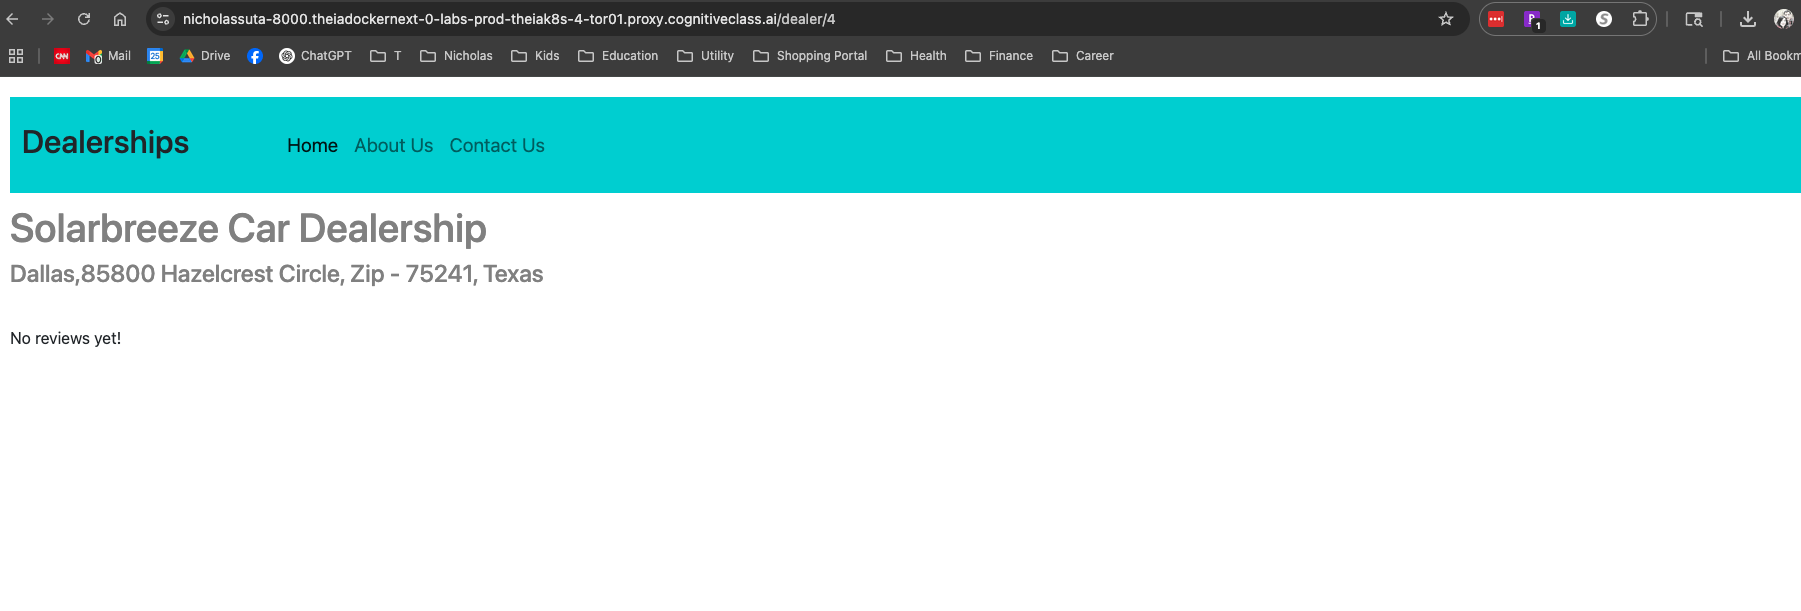 nicholassuta-8000.theiadockernext-0-labs-prod-theiak8s-4-tor01.proxy.cognitiveclass.ai/dealer/4
1
CNN Mail 25 Drive ChatGPT T Nicholas Kids Education Utility Shopping Portal Health Finance Career All Bookm
Dealerships Home About Us Contact Us
Solarbreeze Car Dealership
Dallas,85800 Hazelcrest Circle, Zip - 75241, Texas
No reviews yet!